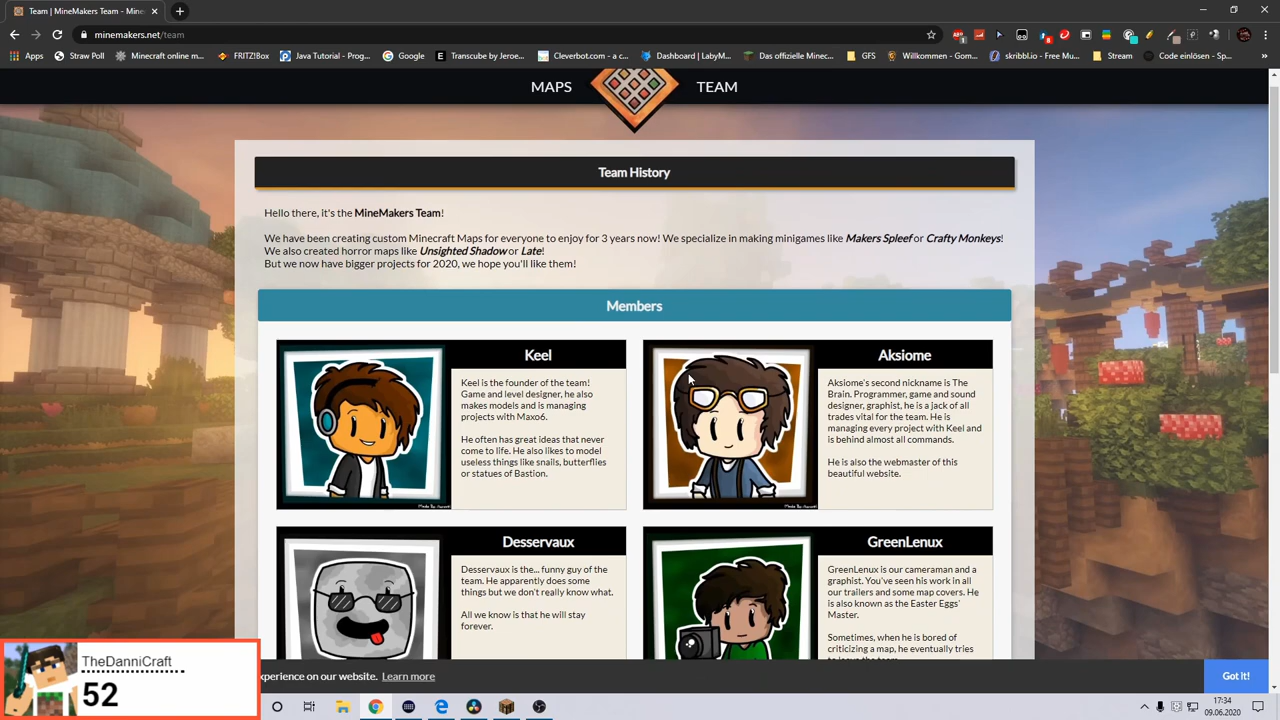 Team | Minemakers
minemakers.net/team
Apps
Straw Poll
Minecraft online m...
FRITZ!Box
Java Tutorial - Prog...
Google
Transcube by Jeroe...
Cleverbot.com - a c...
Dashboard | LabyM...
Das offizielle Minec...
GFS
Wilhelm - Gom...
skribbl.io - Free Mu...
Stream
Code einlösen - Sp...
»
MAPS
TEAM
Team History
Hello there, it's the MineMakers Team!
We have been creating custom Minecraft Maps for everyone to enjoy for 3 years now! We specialize in making minigames like Makers Spleef or Crafty Monkeys!
We also created horror maps like Unsighted Shadow or Late!
But we now have bigger projects for 2020, we hope you'll like them!
Members
Keel
Keel is the founder of the team!
Game and level designer, he also
makes models and is managing
projects with Maxo6.
He often has great ideas that never
come to life. He also likes to model
useless things like snails, butterflies
or statues of Bastion.
Aksiome
Aksiome's second nickname is The
Brain. Programmer, game and sound
designer, graphist, he is a jack of all
trades vital for the team. He is
managing every project with Keel and
is behind almost all commands.
He is also the webmaster of this
beautiful website.
Desservaux
Desservaux is the... funny guy of the
team. He apparently does some
things but we don't really know what.
All we know is that he will stay
forever.
GreenLenux
GreenLenux is our cameraman and a
graphist. You've seen his work in all
our trailers and some map covers. He
is also known as the Easter Eggs'
Master.
Sometimes, when he is bored of
criticizing a map, he eventually tries
experience on our website. Learn more
Got it!
TheDanniCraft
52
17:34
09.06.2020